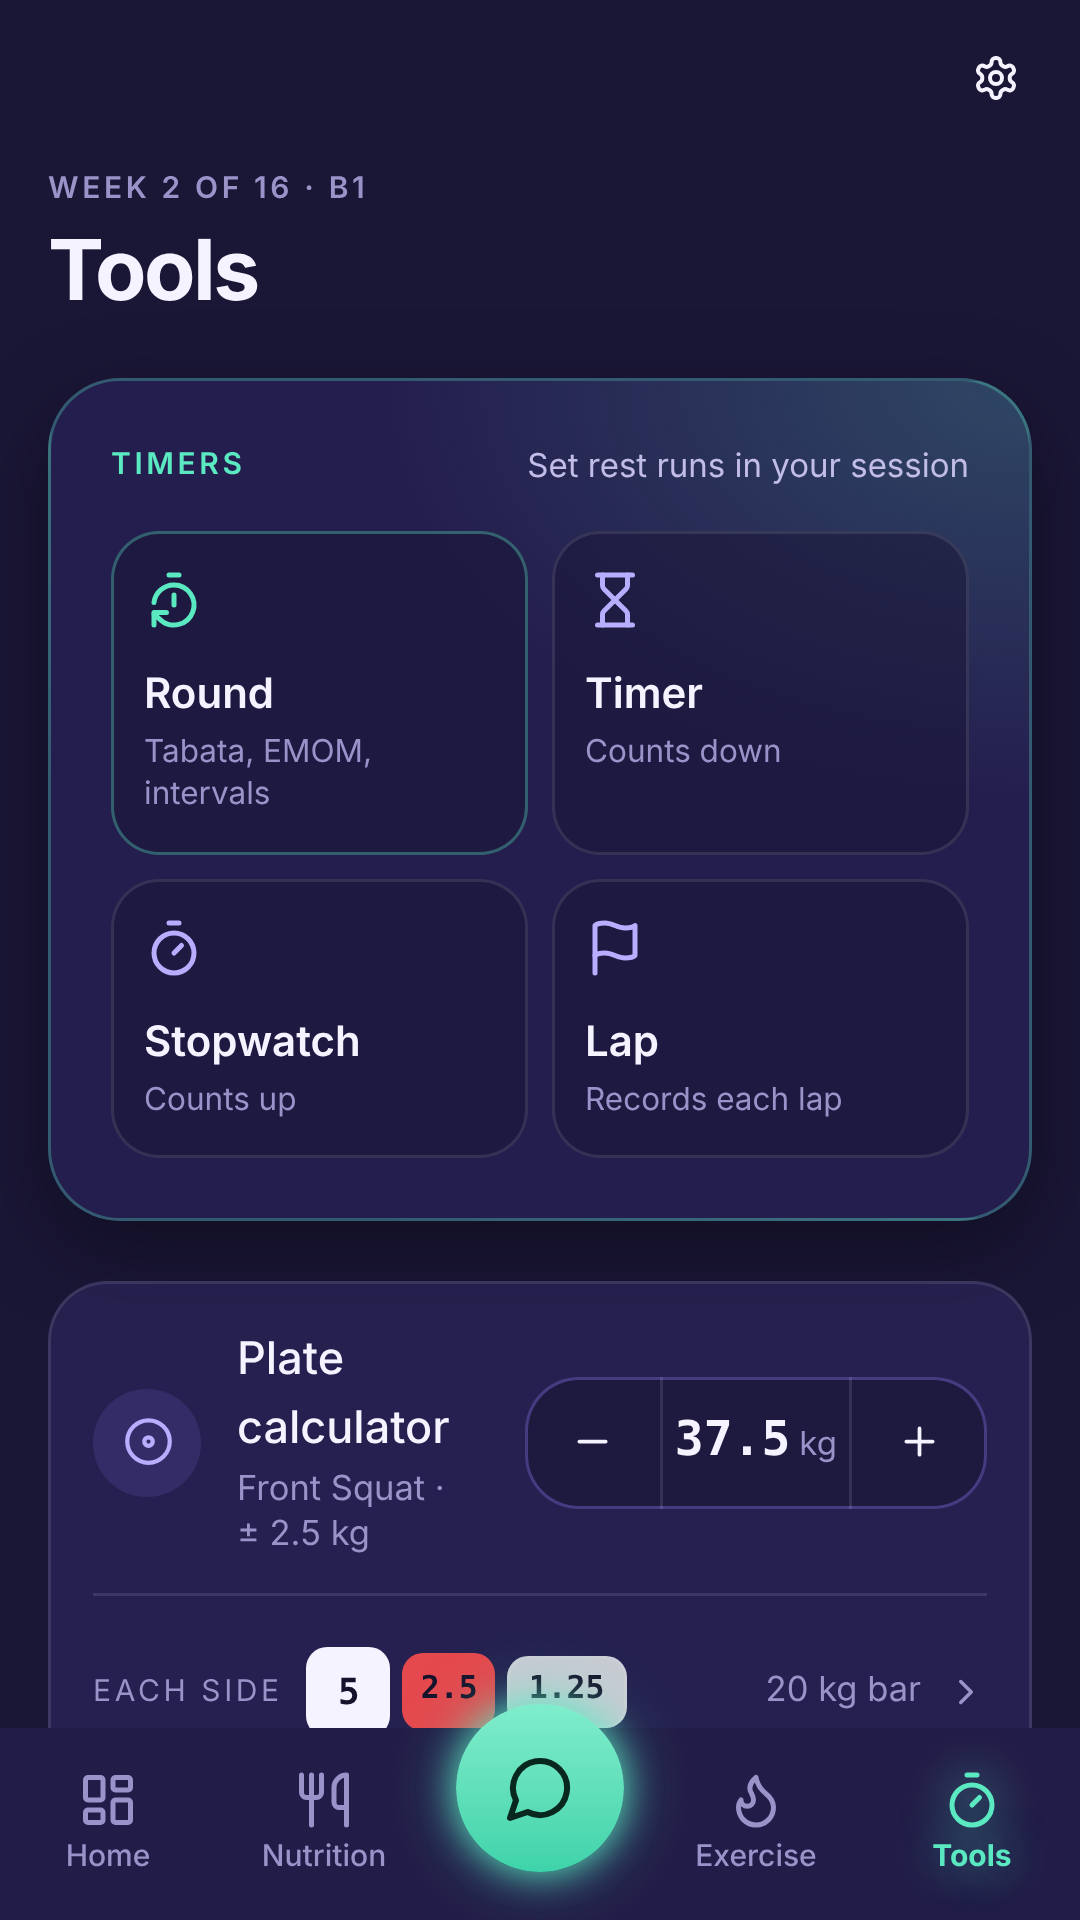 WEEK 2 OF 16 · B1
Tools
TIMERS
Set rest runs in your session
Round
Tabata, EMOM,
intervals
Timer
Counts down
Stopwatch
Counts up
Lap
Records each lap
Plate
calculator
Front Squat ·
± 2.5 kg
37.5 kg
EACH SIDE
5
2.5
1.25
20 kg bar
Home
Nutrition
Exercise
Tools